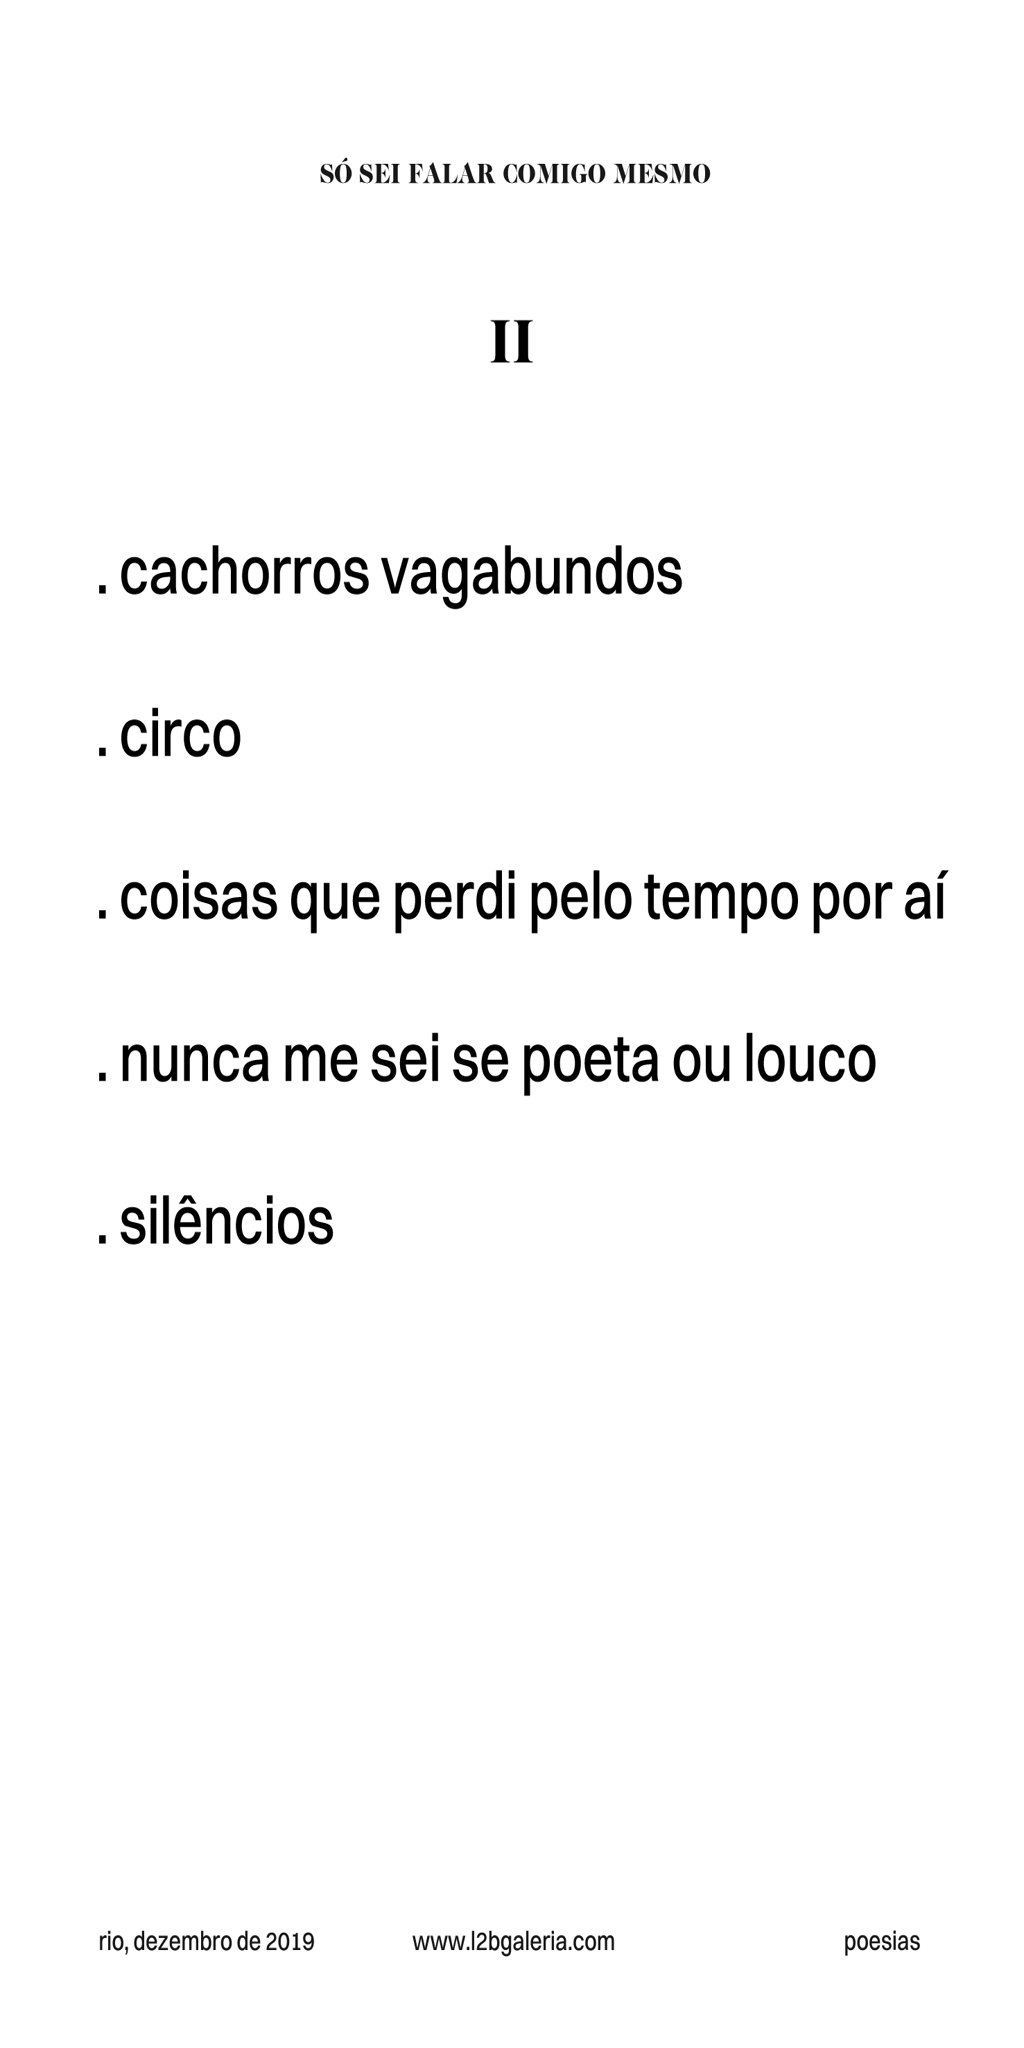 SÓ SEI FALAR COMIGO MESMO
II
. cachorros vagabundos
. circo
. coisas que perdi pelo tempo por aí
. nunca me sei se poeta ou louco
. silêncios
rio, dezembro de 2019 www.l2bgaleria.com poesias